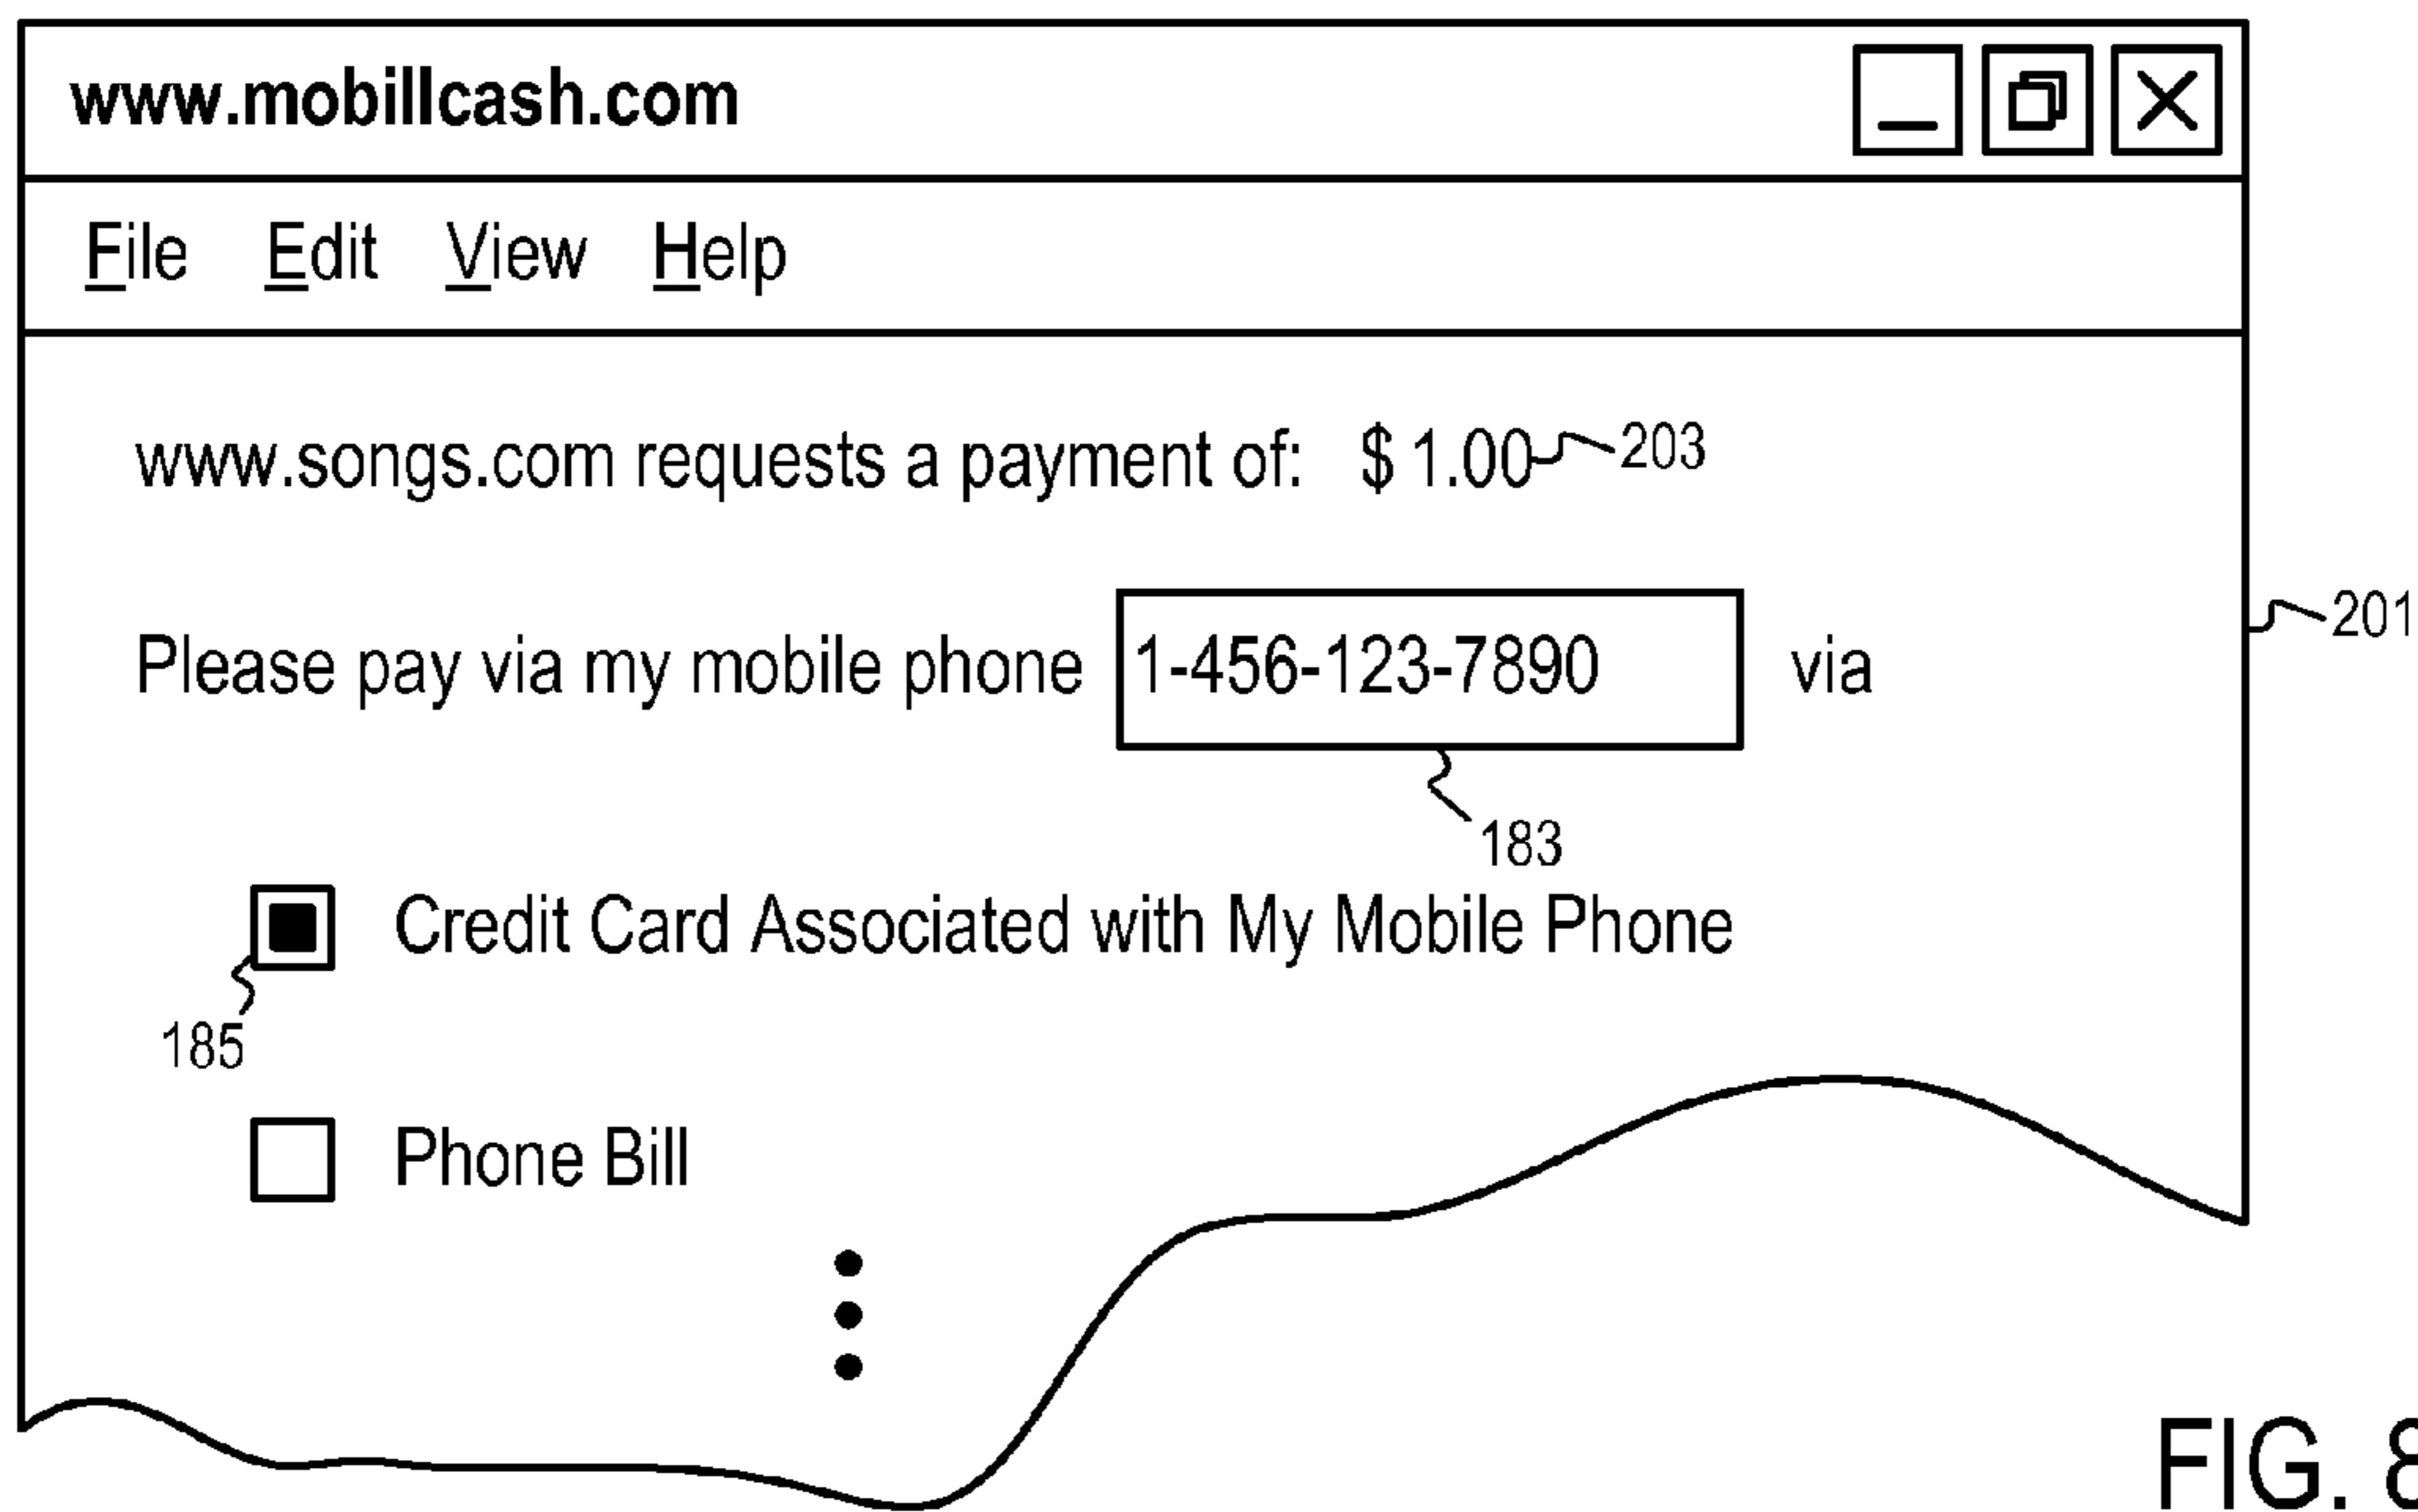 www.mobillcash.com
File Edit View Help
www.songs.com requests a payment of: $ 1.00 203
Please pay via my mobile phone 1-456-123-7890 via 201
183
Credit Card Associated with My Mobile Phone
185
Phone Bill
FIG. 8